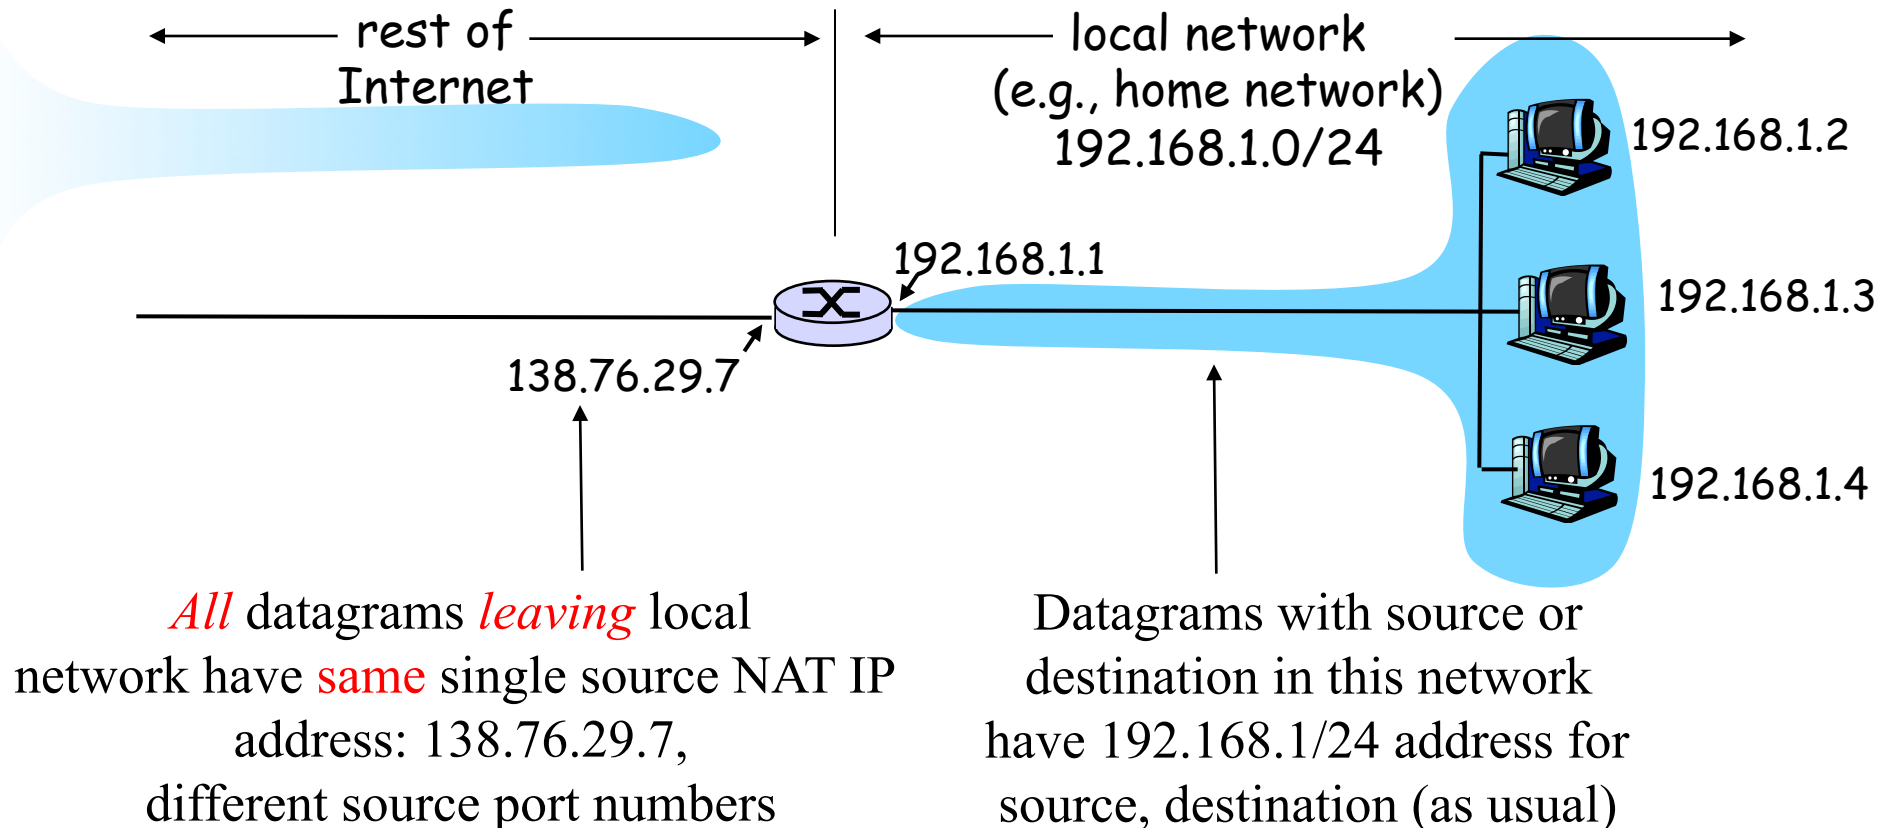 rest of
Internet
local network
(e.g., home network)
192.168.1.0/24
192.168.1.2
192.168.1.1
192.168.1.3
138.76.29.7
192.168.1.4
All datagrams leaving local
network have same single source NAT IP
address: 138.76.29.7,
different source port numbers
Datagrams with source or
destination in this network
have 192.168.1/24 address for
source, destination (as usual)